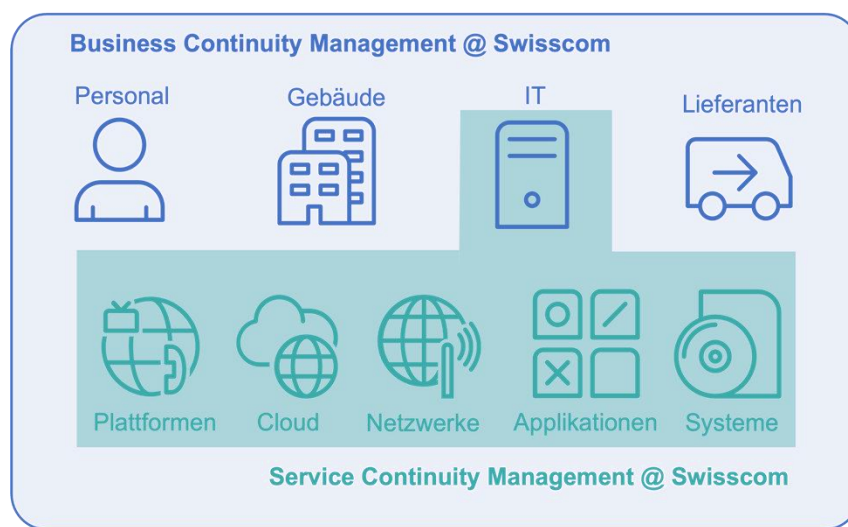 Business Continuity Management @ Swisscom
Personal
Gebäude
IT
Lieferanten
Plattformen
Cloud
Netzwerke
Applikationen
Systeme
Service Continuity Management @ Swisscom